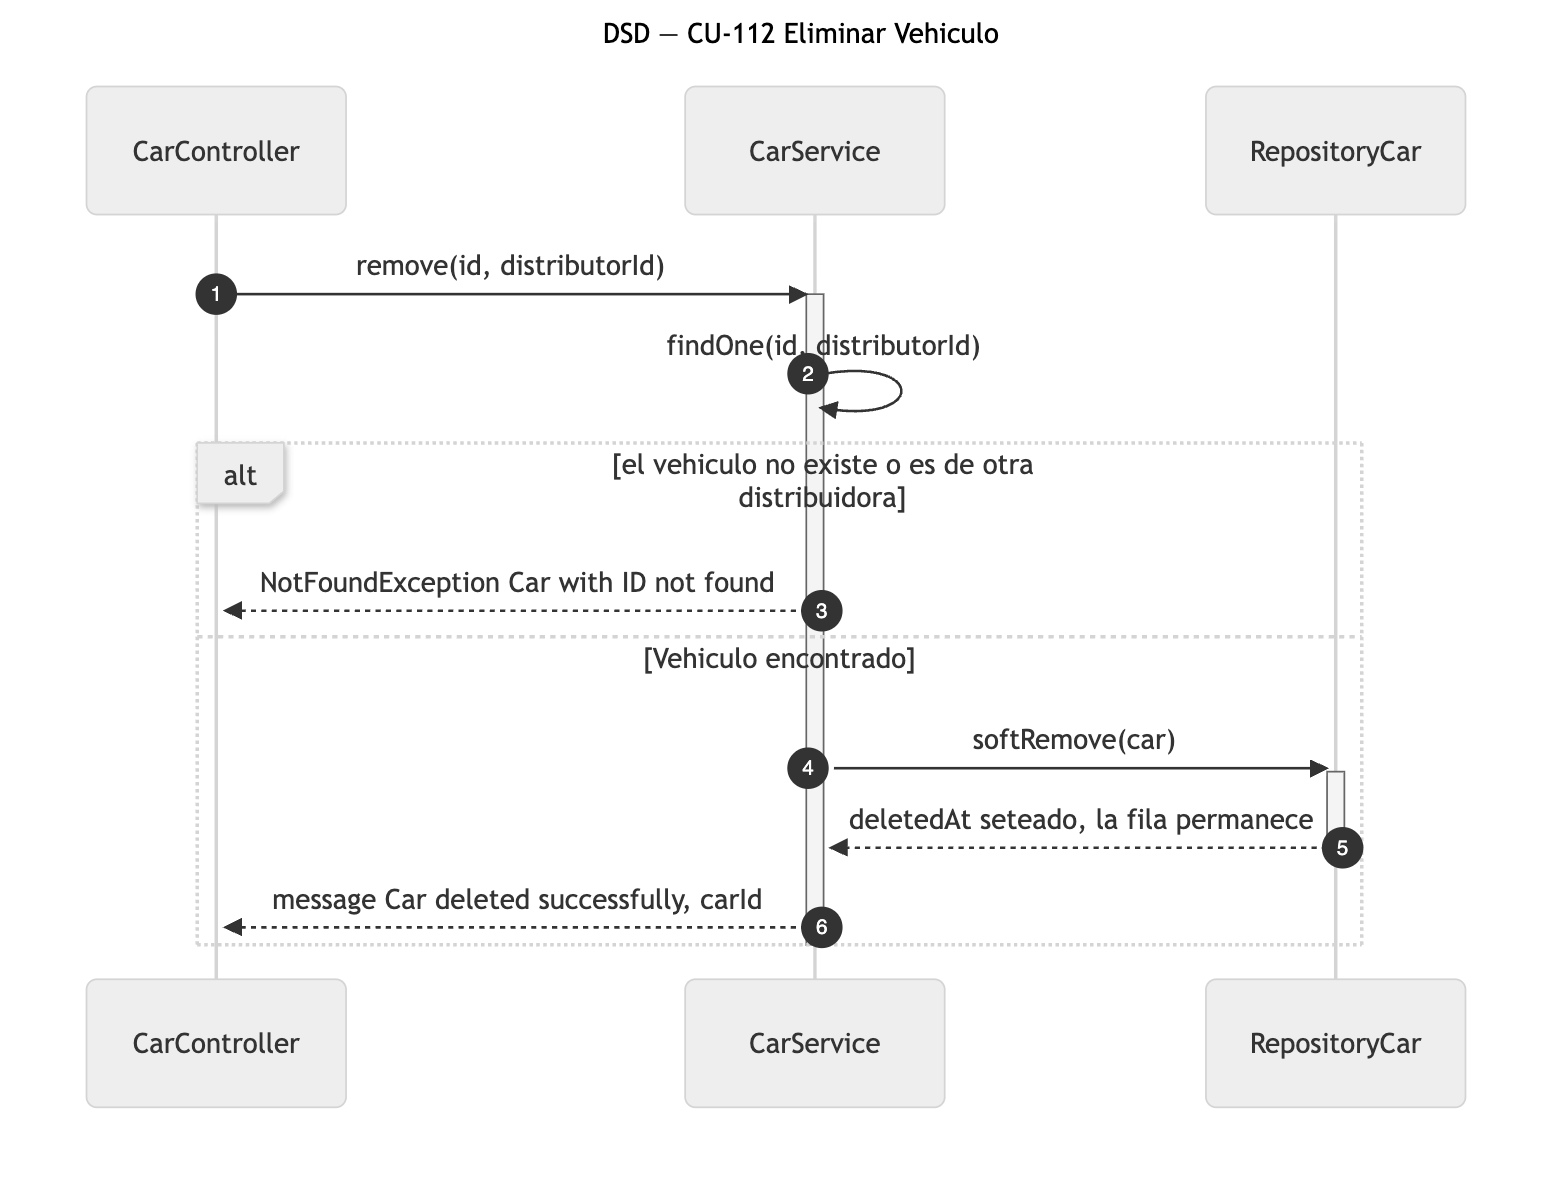 DSD — CU-112 Eliminar Vehiculo
CarController
CarService
RepositoryCar
remove(id, distributorId)
1
findOne(id, distributorId)
2
alt
[el vehiculo no existe o es de otra
distribuidora]
NotFoundException Car with ID not found
3
[Vehiculo encontrado]
softRemove(car)
4
deletedAt seteado, la fila permanece
5
message Car deleted successfully, carId
6
CarController
CarService
RepositoryCar